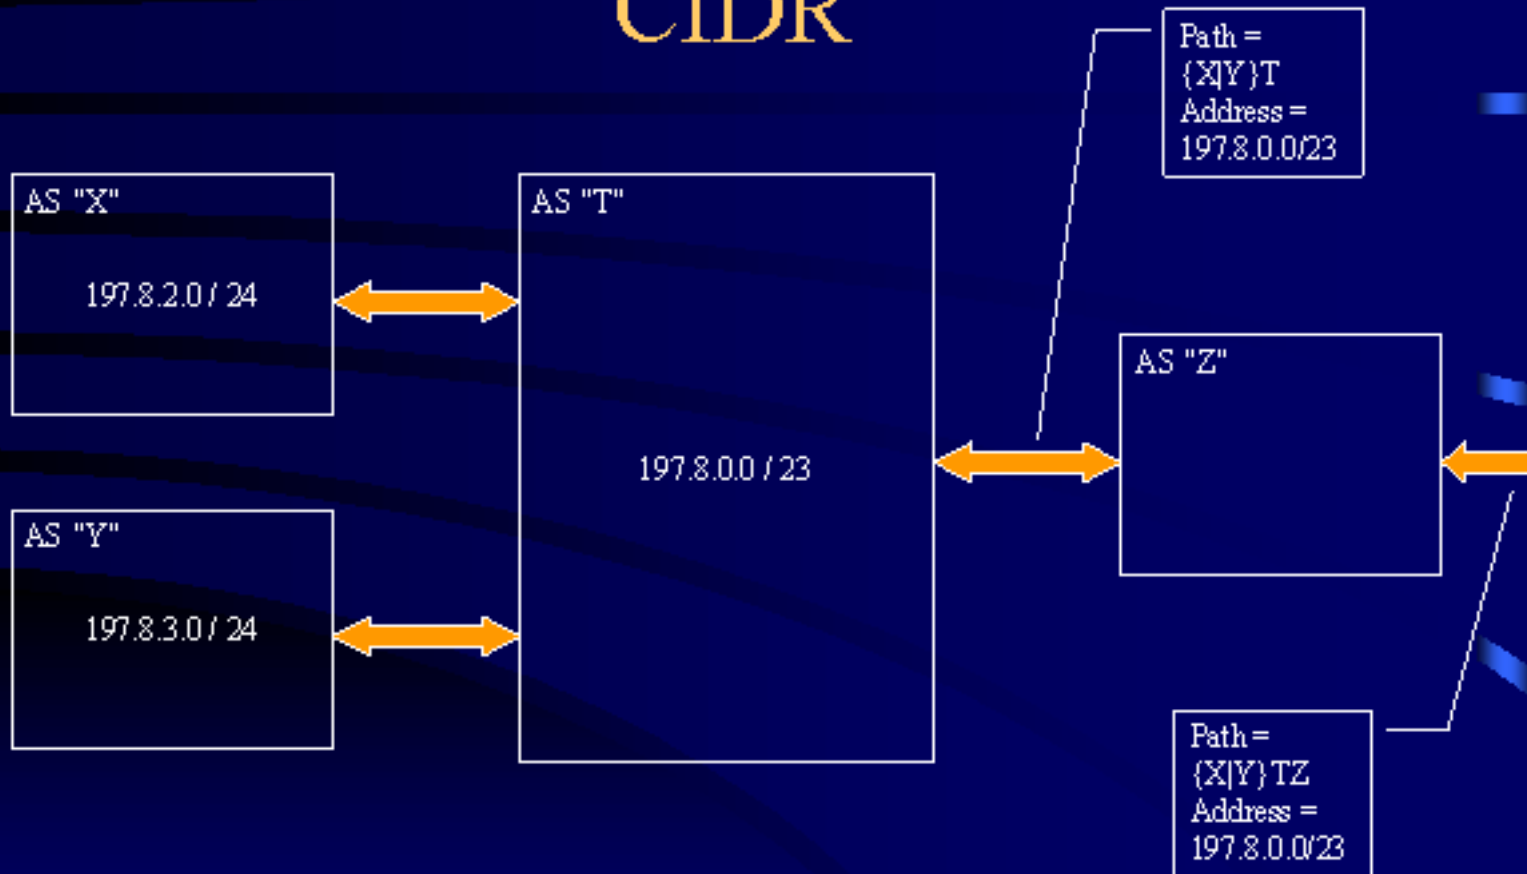 CIDR
Path =
{X|Y}T
Address =
197.8.0.0/23
AS "X"
197.8.2.0 / 24
AS "T"
197.8.0.0 / 23
AS "Z"
AS "Y"
197.8.3.0 / 24
Path =
{X|Y}TZ
Address =
197.8.0.0/23